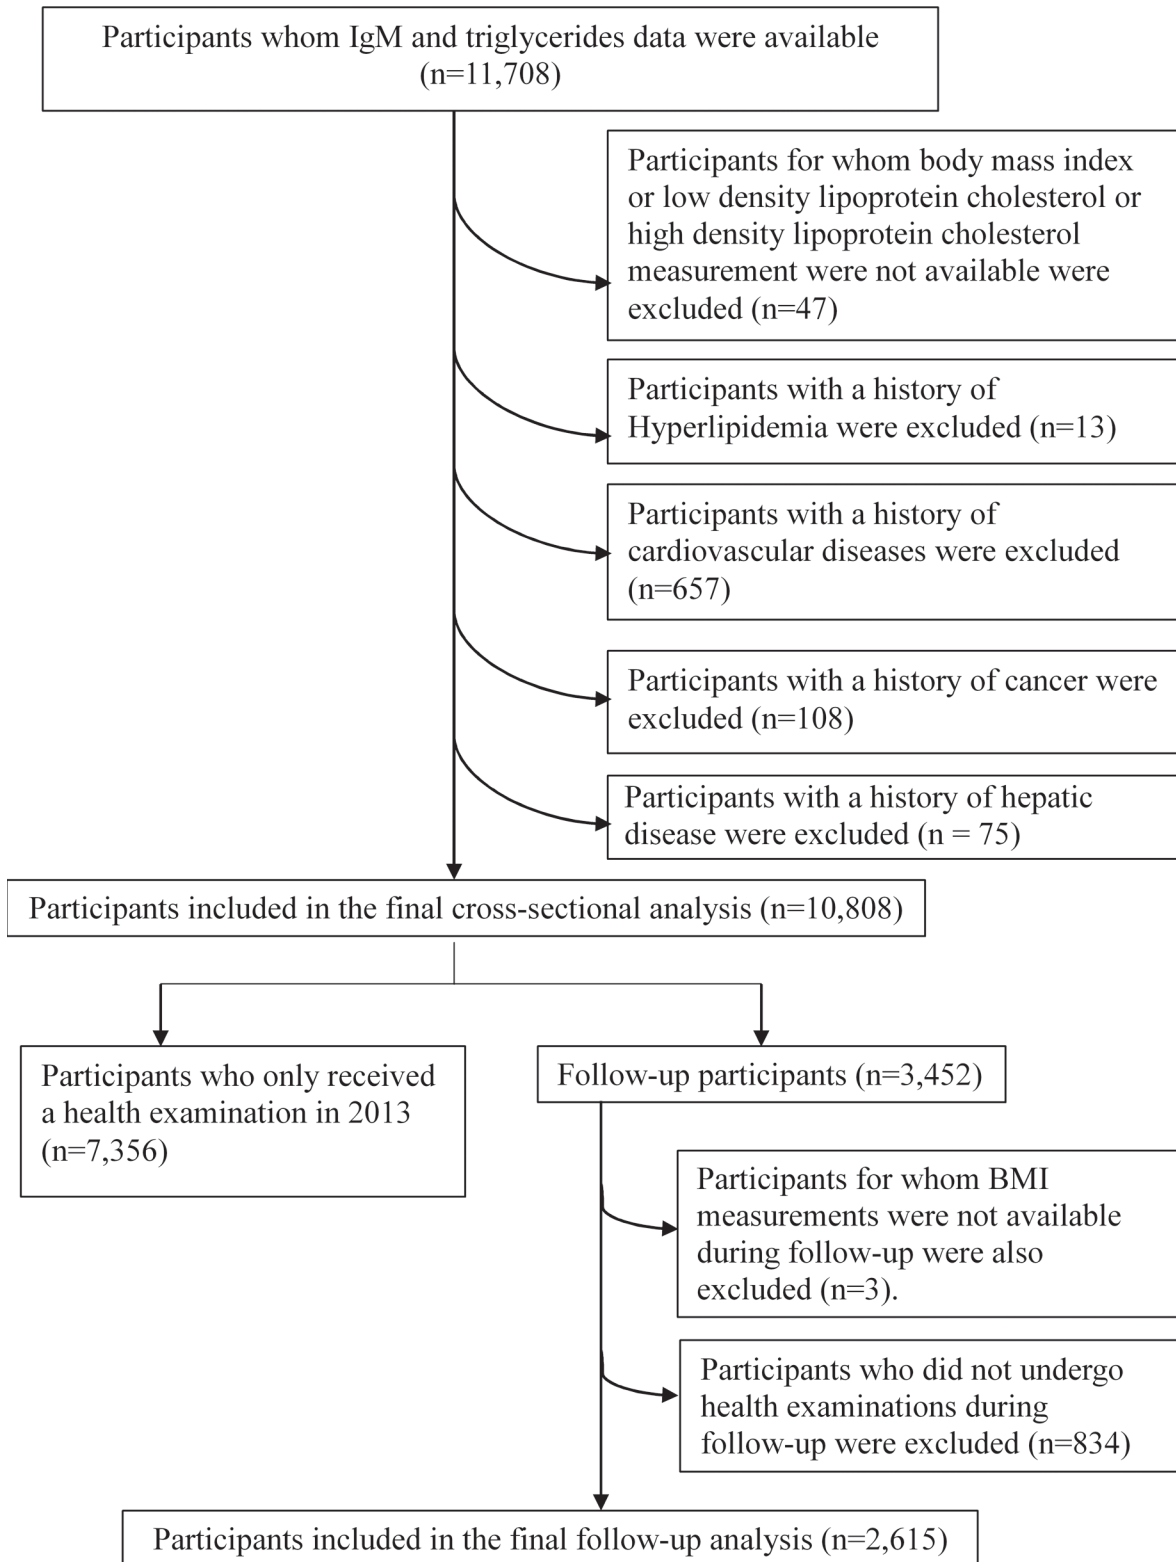 Participants whom IgM and triglycerides data were available
(n=11,708)
Participants for whom body mass index
or low density lipoprotein cholesterol or
high density lipoprotein cholesterol
measurement were not available were
excluded (n=47)
Participants with a history of
Hyperlipidemia were excluded (n=13)
Participants with a history of
cardiovascular diseases were excluded
(n=657)
Participants with a history of cancer were
excluded (n=108)
Participants with a history of hepatic
disease were excluded (n = 75)
Participants included in the final cross-sectional analysis (n=10,808)
Participants who only received
a health examination in 2013
(n=7,356)
Follow-up participants (n=3,452)
Participants for whom BMI
measurements were not available
during follow-up were also
excluded (n=3).
Participants who did not undergo
health examinations during
follow-up were excluded (n=834)
Participants included in the final follow-up analysis (n=2,615)